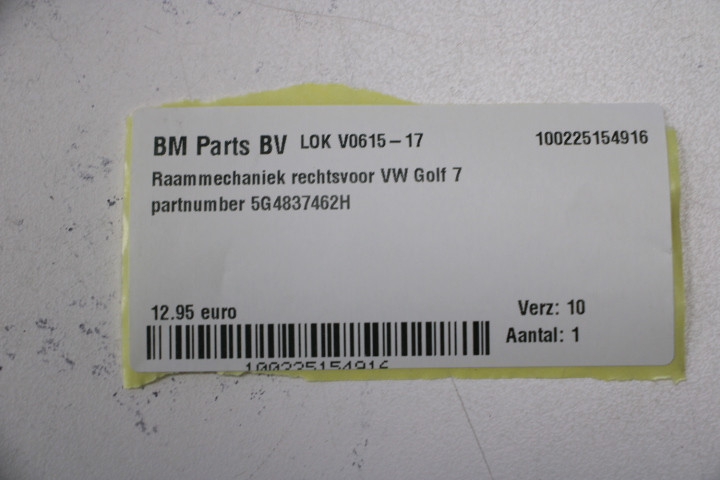 BM Parts BV LOK V0615-17 100225154916
Raammechaniek rechtsvoor VW Golf 7
partnumber 5G4837462H
12.95 euro Verz: 10
Aantal: 1
100225154916